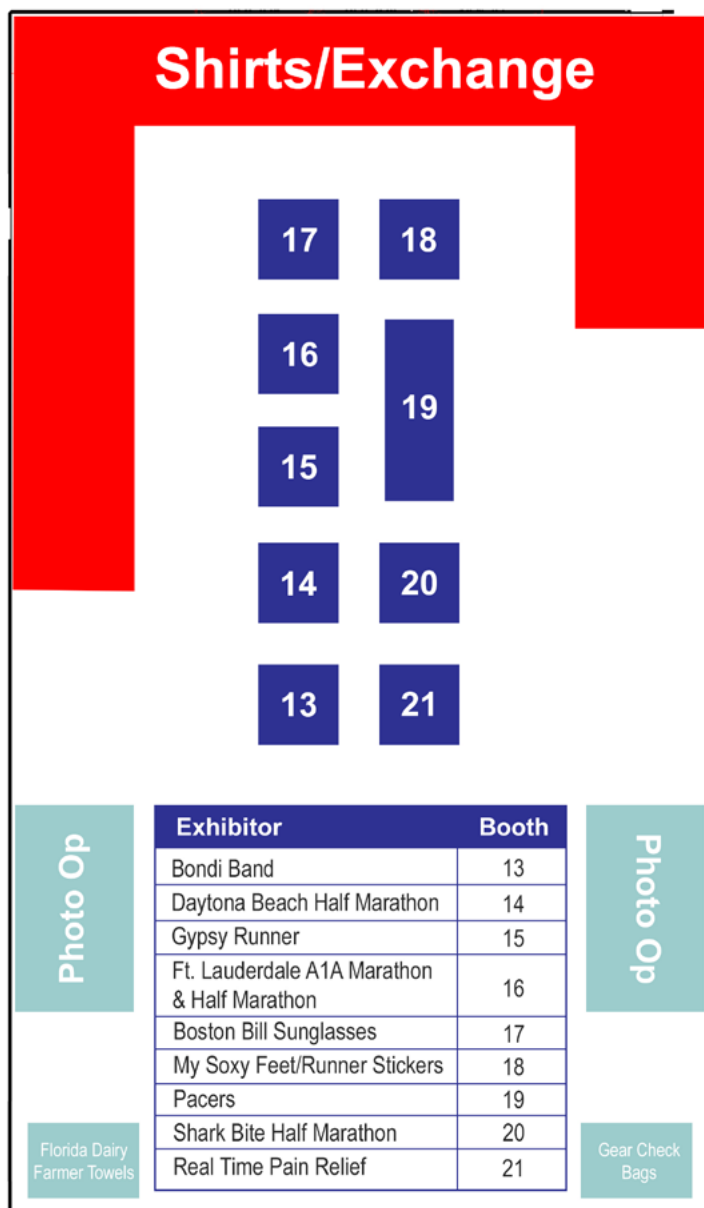 Shirts/Exchange
17 18
16
19
15
14 20
13 21
Photo Op
Exhibitor Booth
Bondi Band 13
Daytona Beach Half Marathon 14
Gypsy Runner 15
Ft. Lauderdale A1A Marathon
& Half Marathon 16
Boston Bill Sunglasses 17
My Soxy Feet/Runner Stickers 18
Pacers 19
Shark Bite Half Marathon 20
Real Time Pain Relief 21
Photo Op
Florida Dairy
Farmer Towels
Gear Check
Bags